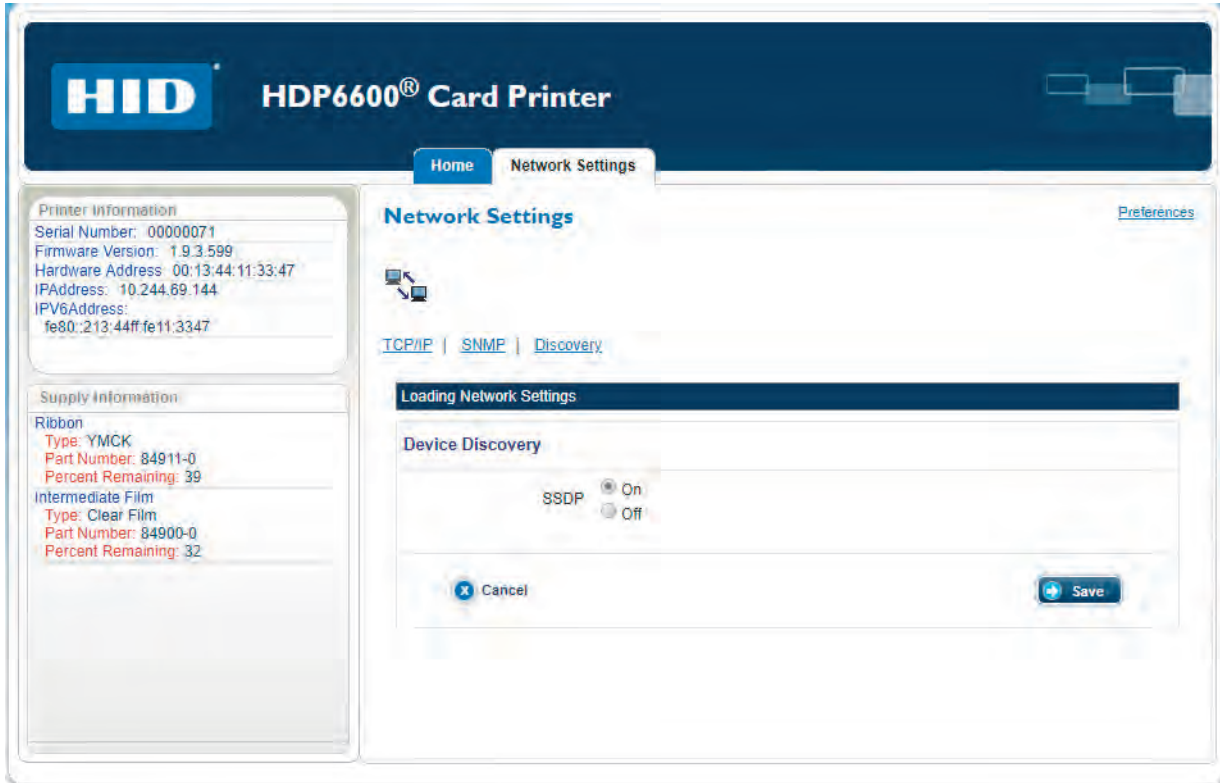 HID
HDP6600® Card Printer
Home Network Settings
Printer Information
Serial Number: 00000071
Firmware Version: 1.9.3.599
Hardware Address 00:13:44:11:33:47
IPAddress: 10.244.69.144
IPV6Address:
fe80::213:44ff:fe11:3347
Supply Information
Ribbon
Type: YMCK
Part Number: 84911-0
Percent Remaining: 39
Intermediate Film
Type: Clear Film
Part Number: 84900-0
Percent Remaining: 32
Network Settings
Preferences
TCP/IP | SNMP | Discovery
Loading Network Settings
Device Discovery
SSDP On
Off
Cancel
Save